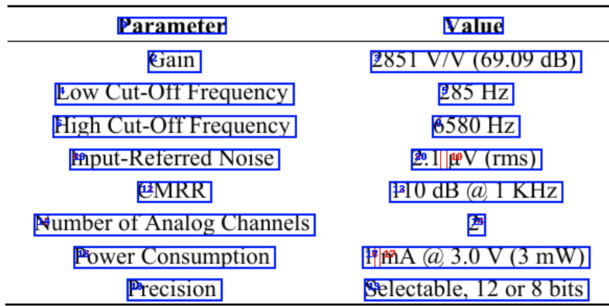 Parameter Value
Gain 2851 V/V (69.09 dB)
Low Cut-Off Frequency 285 Hz
High Cut-Off Frequency 6580 Hz
Input-Referred Noise 2.1 µV (rms)
CMRR 110 dB @ 1 KHz
Number of Analog Channels 2
Power Consumption 1 mA @ 3.0 V (3 mW)
Precision Selectable, 12 or 8 bits